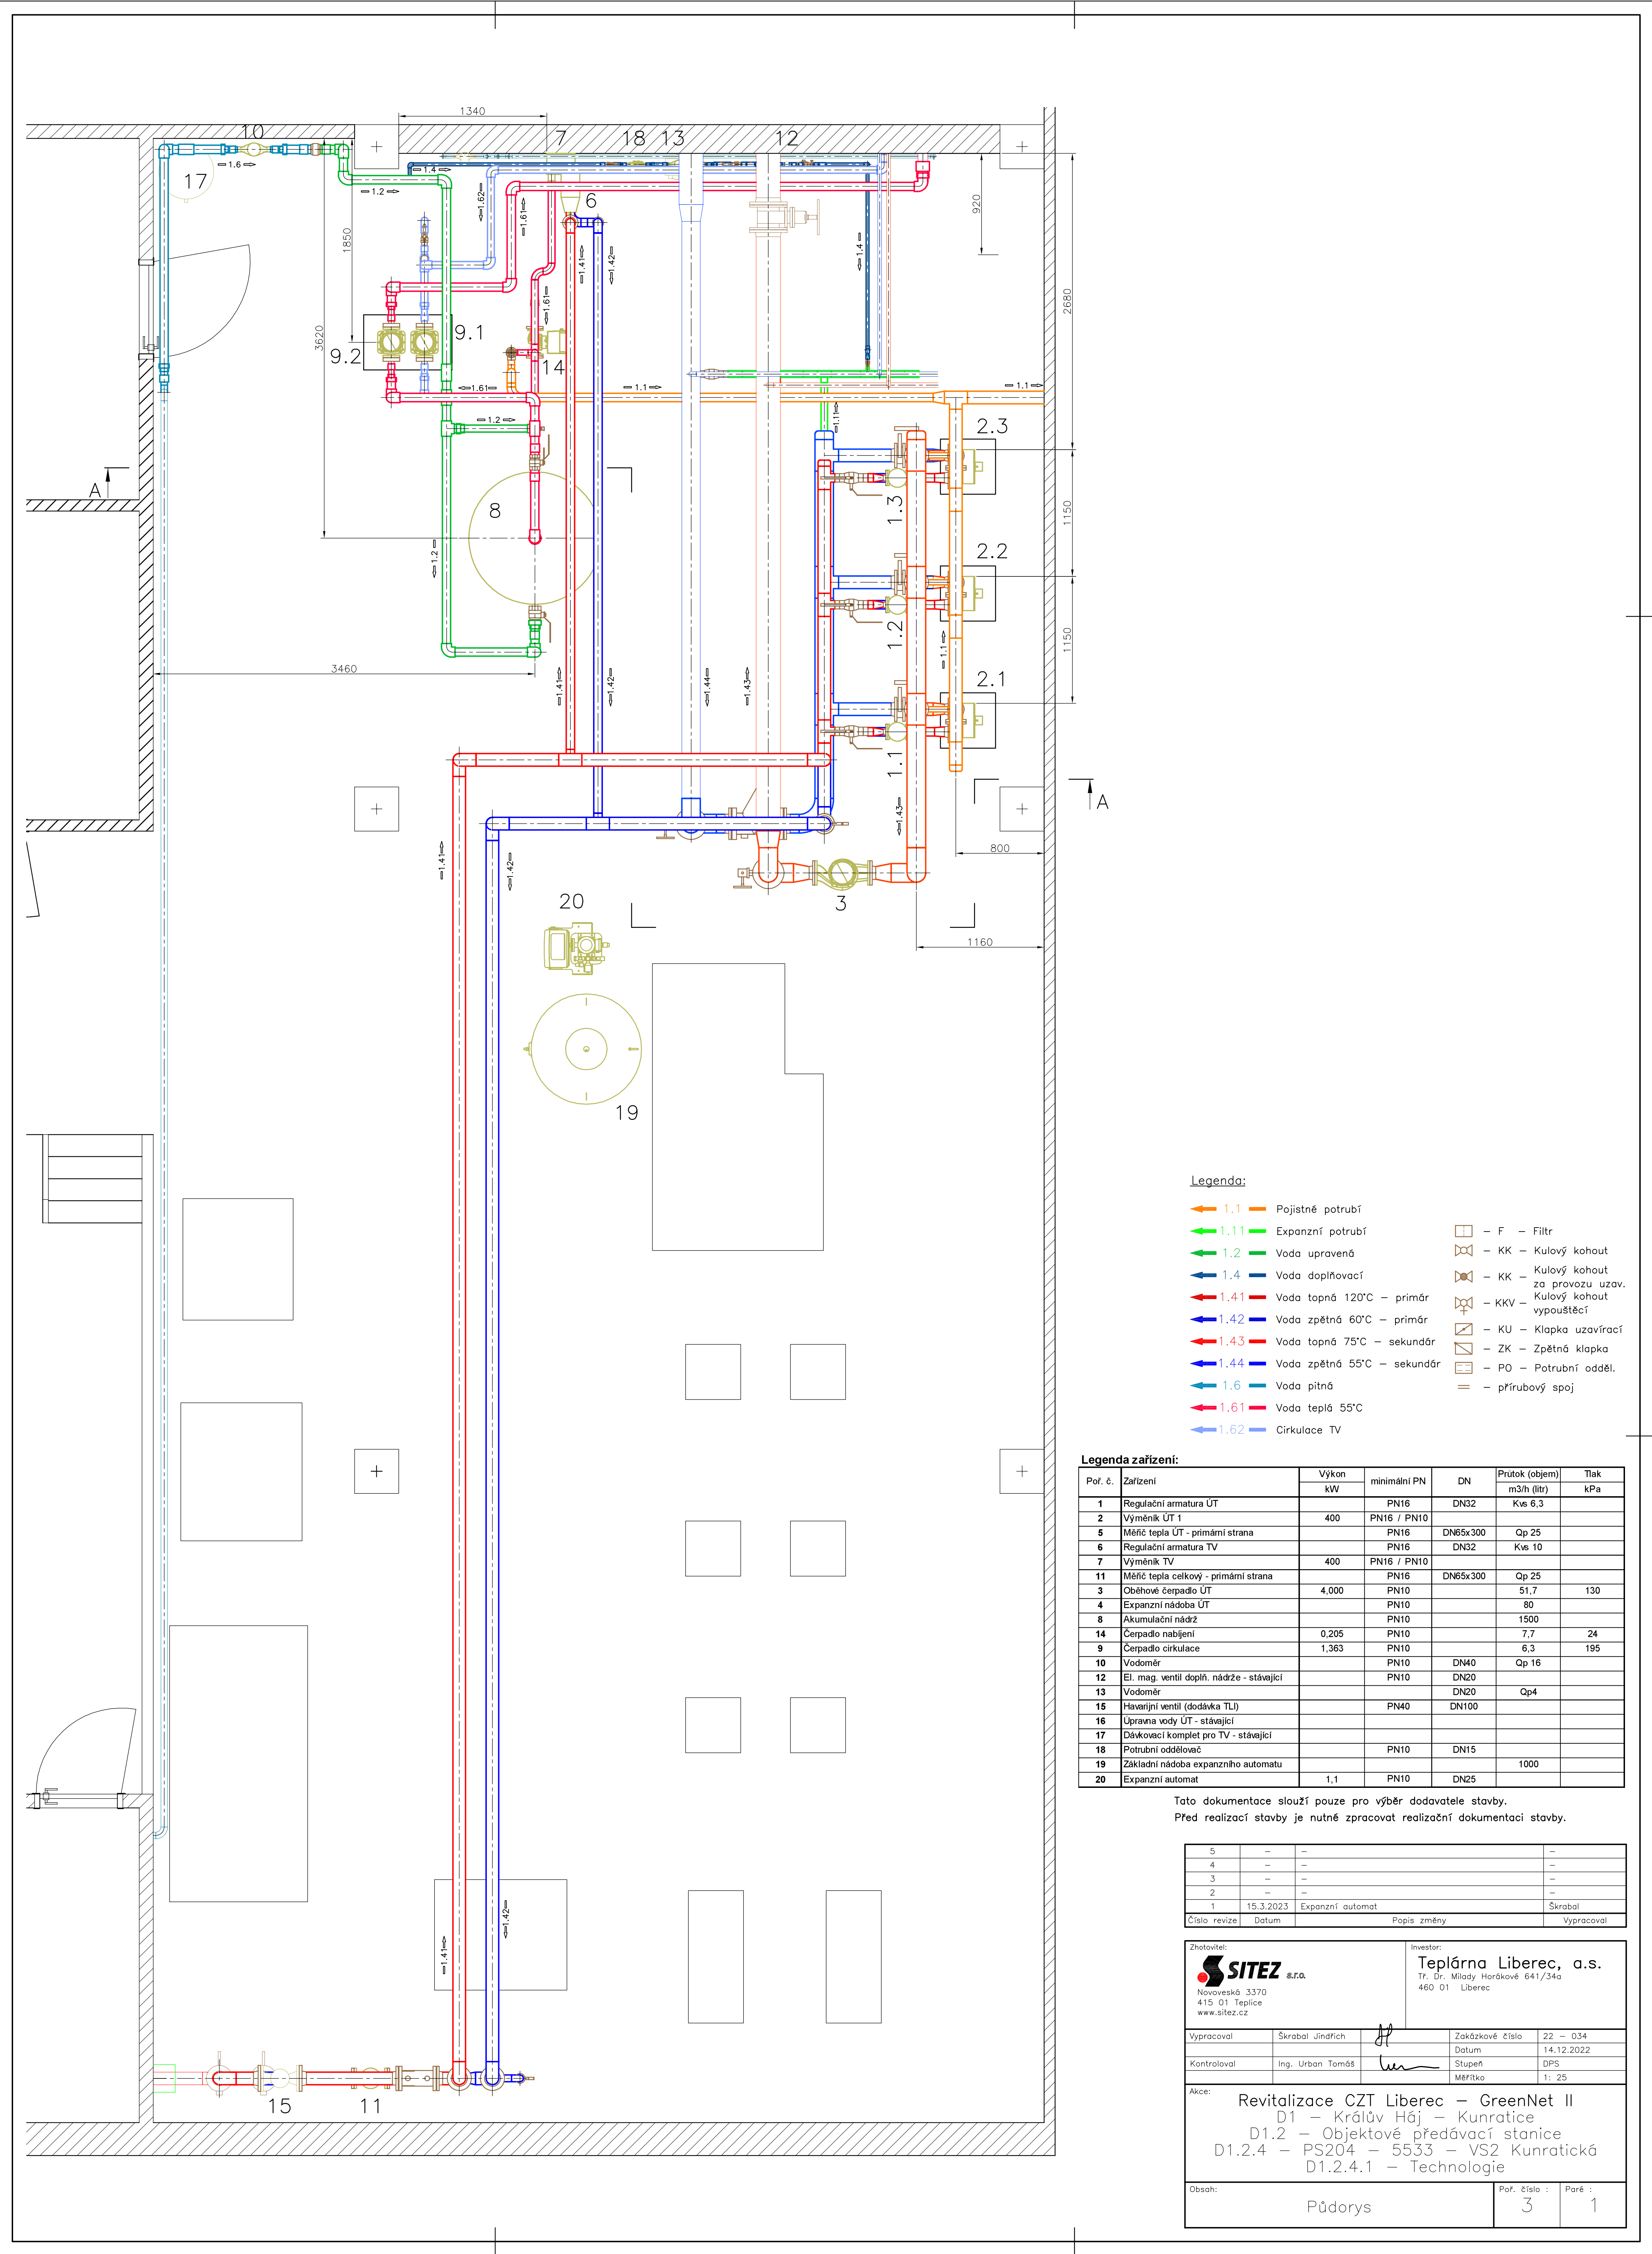 1340
10
7
18
13
12
⇐1.4⇒
1.6
17
1.2
1.62
1.61
6
920
1850
1.41
1.42
1.4
2680
3620
1.61
9.1
9.2
14
1.61
1.1
1.1
1.2
1.11
2.3
A
8
1.3
1150
1.2
2.2
1.2
1150
1.1
3460
1.41
1.42
1.44
1.43
2.1
1.1
A
1.43
1.41
1.42
800
3
20
1160
19
1.42
1.41
15
11
Legenda:
1.1 Pojistné potrubí
1.11 Expanzní potrubí
1.2 Voda upravená
1.4 Voda doplňovací
1.41 Voda topná 120°C – primár
1.42 Voda zpětná 60°C – primár
1.43 Voda topná 75°C – sekundár
1.44 Voda zpětná 55°C – sekundár
1.6 Voda pitná
1.61 Voda teplá 55°C
1.62 Cirkulace TV
– F – Filtr
– KK – Kulový kohout
– KK – Kulový kohout
za provozu uzav.
– KKV – Kulový kohout
vypouštěcí
– KU – Klapka uzavírací
– ZK – Zpětná klapka
– PO – Potrubní odděl.
– přírubový spoj
Legenda zařízení:
Poř. č. Zařízení Výkon minimální PN DN Průtok (objem) Tlak
kW m3/h (litr) kPa
1 Regulační armatura ÚT PN16 DN32 Kvs 6,3
2 Výměník ÚT 1 400 PN16 / PN10
5 Měřič tepla ÚT - primární strana PN16 DN65x300 Qp 25
6 Regulační armatura TV PN16 DN32 Kvs 10
7 Výměník TV 400 PN16 / PN10
11 Měřič tepla celkový - primární strana PN16 DN65x300 Qp 25
3 Oběhové čerpadlo ÚT 4,000 PN10 51,7 130
4 Expanzní nádoba ÚT PN10 80
8 Akumulační nádrž PN10 1500
14 Čerpadlo nabíjení 0,205 PN10 7,7 24
9 Čerpadlo cirkulace 1,363 PN10 6,3 195
10 Vodoměr PN10 DN40 Qp 16
12 El. mag. ventil doplň. nádrže - stávající PN10 DN20
13 Vodoměr DN20 Qp4
15 Havarijní ventil (dodávka TLI) PN40 DN100
16 Úpravna vody ÚT - stávající
17 Dávkovací komplet pro TV - stávající
18 Potrubní oddělovač PN10 DN15
19 Základní nádoba expanzního automatu 1000
20 Expanzní automat 1,1 PN10 DN25
Tato dokumentace slouží pouze pro výběr dodavatele stavby.
Před realizací stavby je nutné zpracovat realizační dokumentaci stavby.
5 – – –
4 – – –
3 – – –
2 – – –
1 15.3.2023 Expanzní automat Škrabal
Číslo revize Datum Popis změny Vypracoval
Zhotovitel:
SITEZ s.r.o.
Novoveská 3370
415 01 Teplice
www.sitez.cz
Investor:
Teplárna Liberec, a.s.
Tř. Dr. Milady Horákové 641/34a
460 01 Liberec
Vypracoval Škrabal Jindřich Zakázkové číslo 22 – 034
Datum 14.12.2022
Kontroloval Ing. Urban Tomáš Stupeň DPS
Měřítko 1: 25
Akce:
Revitalizace CZT Liberec – GreenNet II
D1 – Králův Háj – Kunratice
D1.2 – Objektové předávací stanice
D1.2.4 – PS204 – 5533 – VS2 Kunratická
D1.2.4.1 – Technologie
Obsah:
Půdorys
Poř. číslo :
3
Paré :
1